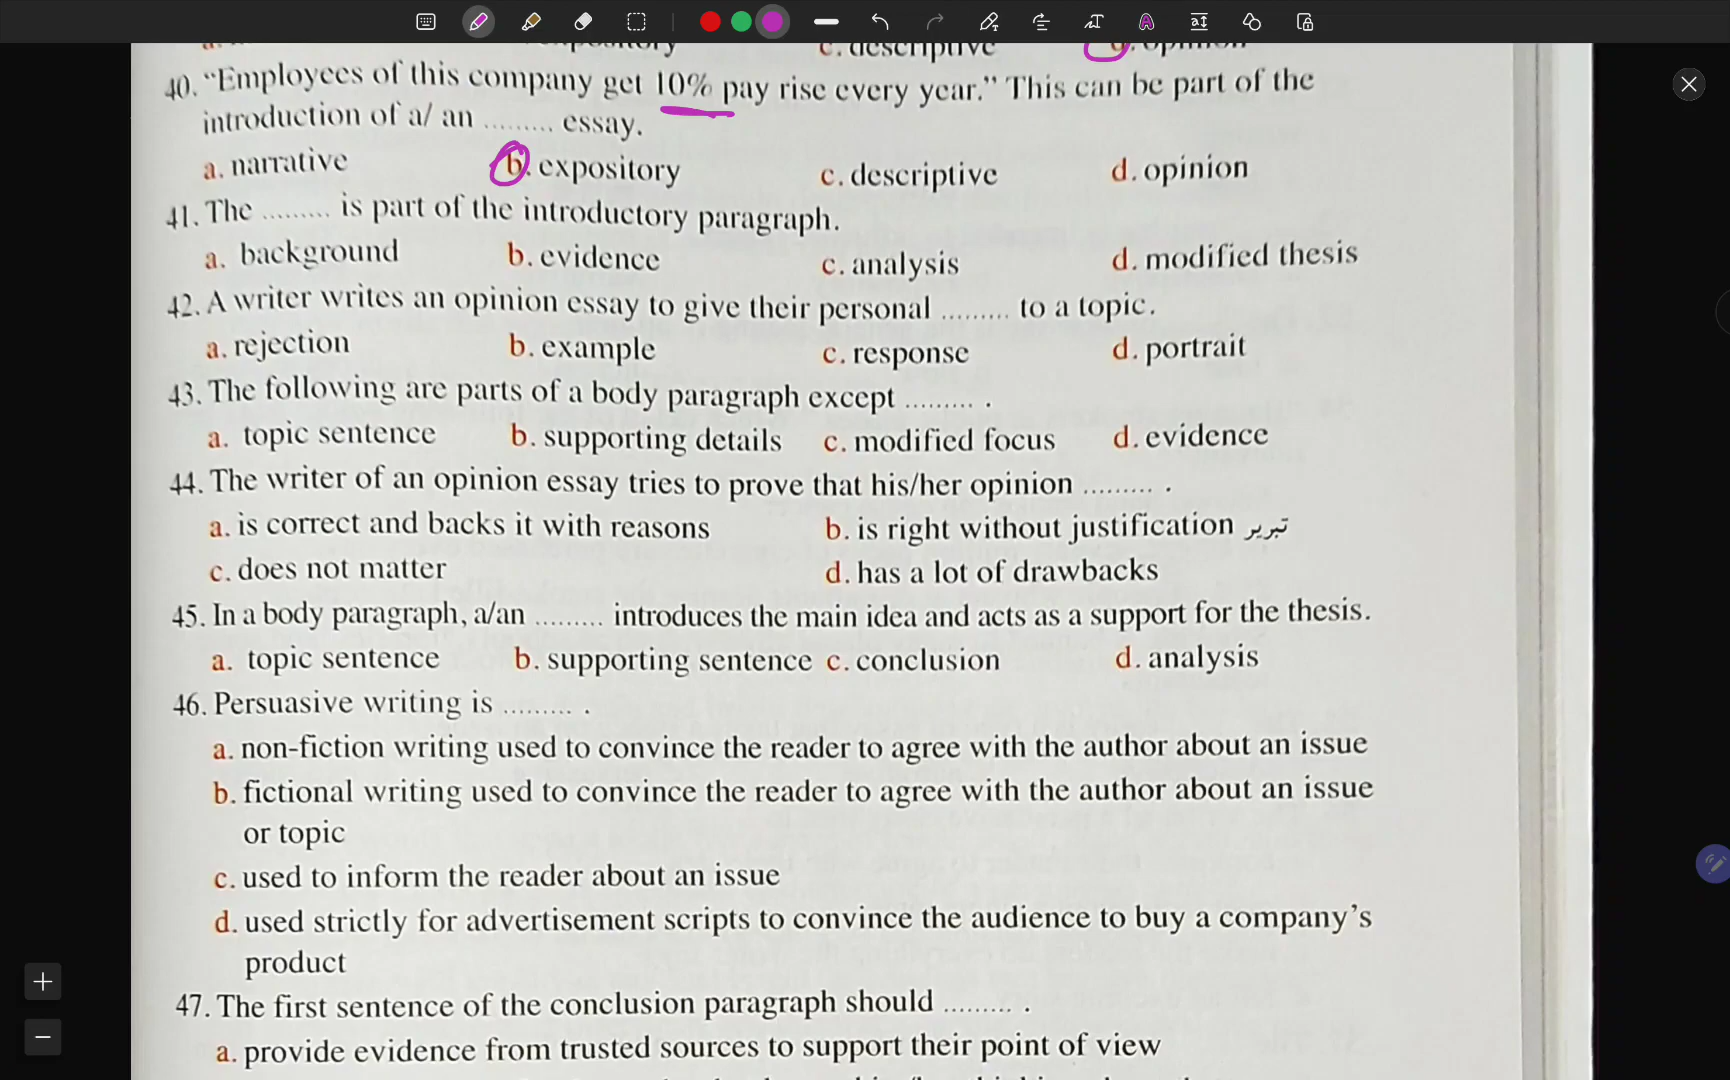 c. descriptive
d. opinion
40. “Employees of this company get 10% pay rise every year.” This can be part of the
introduction of a/ an ......... essay.
a. narrative b. expository c. descriptive d. opinion
41. The ......... is part of the introductory paragraph.
a. background b. evidence c. analysis d. modified thesis
42. A writer writes an opinion essay to give their personal ......... to a topic.
a. rejection b. example c. response d. portrait
43. The following are parts of a body paragraph except ......... .
a. topic sentence b. supporting details c. modified focus d. evidence
44. The writer of an opinion essay tries to prove that his/her opinion ......... .
a. is correct and backs it with reasons b. is right without justification تبرير
c. does not matter d. has a lot of drawbacks
45. In a body paragraph, a/an ......... introduces the main idea and acts as a support for the thesis.
a. topic sentence b. supporting sentence c. conclusion d. analysis
46. Persuasive writing is ......... .
a. non-fiction writing used to convince the reader to agree with the author about an issue
b. fictional writing used to convince the reader to agree with the author about an issue
or topic
c. used to inform the reader about an issue
d. used strictly for advertisement scripts to convince the audience to buy a company’s
product
47. The first sentence of the conclusion paragraph should ......... .
a. provide evidence from trusted sources to support their point of view